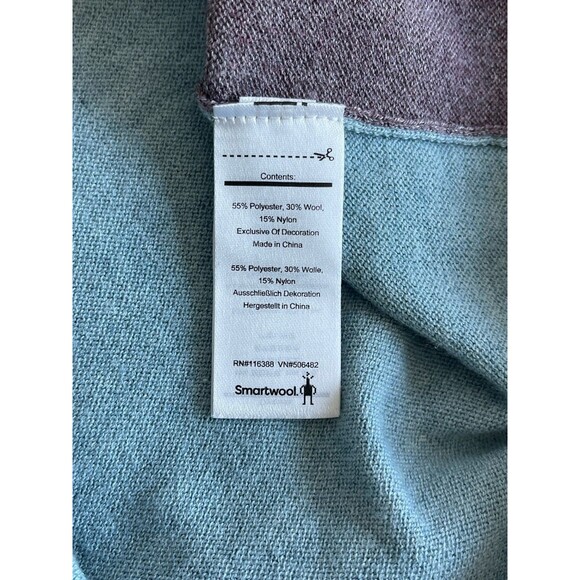 Contents:
55% Polyester, 30% Wool,
15% Nylon
Exclusive Of Decoration
Made in China
55% Polyester, 30% Wolle,
15% Nylon
Ausschließlich Dekoration
Hergestellt in China
RN#116388 VN#506482
Smartwool.